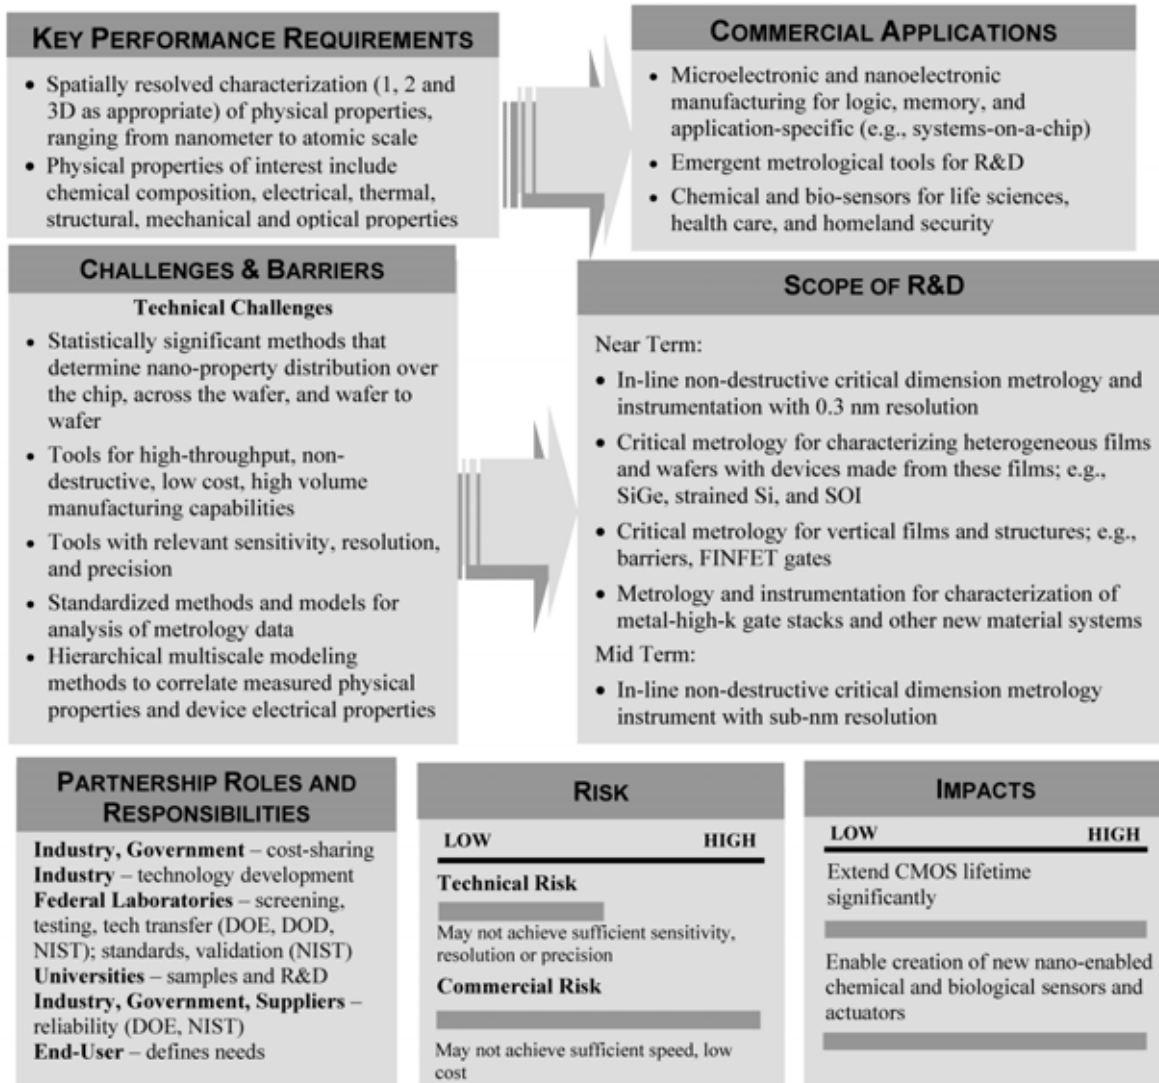 KEY PERFORMANCE REQUIREMENTS
• Spatially resolved characterization (1, 2 and
3D as appropriate) of physical properties,
ranging from nanometer to atomic scale
• Physical properties of interest include
chemical composition, electrical, thermal,
structural, mechanical and optical properties
COMMERCIAL APPLICATIONS
• Microelectronic and nanoelectronic
manufacturing for logic, memory, and
application-specific (e.g., systems-on-a-chip)
• Emergent metrological tools for R&D
• Chemical and bio-sensors for life sciences,
health care, and homeland security
CHALLENGES & BARRIERS
Technical Challenges
• Statistically significant methods that
determine nano-property distribution over
the chip, across the wafer, and wafer to
wafer
• Tools for high-throughput, non-
destructive, low cost, high volume
manufacturing capabilities
• Tools with relevant sensitivity, resolution,
and precision
• Standardized methods and models for
analysis of metrology data
• Hierarchical multiscale modeling
methods to correlate measured physical
properties and device electrical properties
SCOPE OF R&D
Near Term:
• In-line non-destructive critical dimension metrology and
instrumentation with 0.3 nm resolution
• Critical metrology for characterizing heterogeneous films
and wafers with devices made from these films; e.g.,
SiGe, strained Si, and SOI
• Critical metrology for vertical films and structures; e.g.,
barriers, FINFET gates
• Metrology and instrumentation for characterization of
metal-high-k gate stacks and other new material systems
Mid Term:
• In-line non-destructive critical dimension metrology
instrument with sub-nm resolution
PARTNERSHIP ROLES AND
RESPONSIBILITIES
Industry, Government – cost-sharing
Industry – technology development
Federal Laboratories – screening,
testing, tech transfer (DOE, DOD,
NIST); standards, validation (NIST)
Universities – samples and R&D
Industry, Government, Suppliers –
reliability (DOE, NIST)
End-User – defines needs
RISK
LOW HIGH
Technical Risk
May not achieve sufficient sensitivity,
resolution or precision
Commercial Risk
May not achieve sufficient speed, low
cost
IMPACTS
LOW HIGH
Extend CMOS lifetime
significantly
Enable creation of new nano-enabled
chemical and biological sensors and
actuators